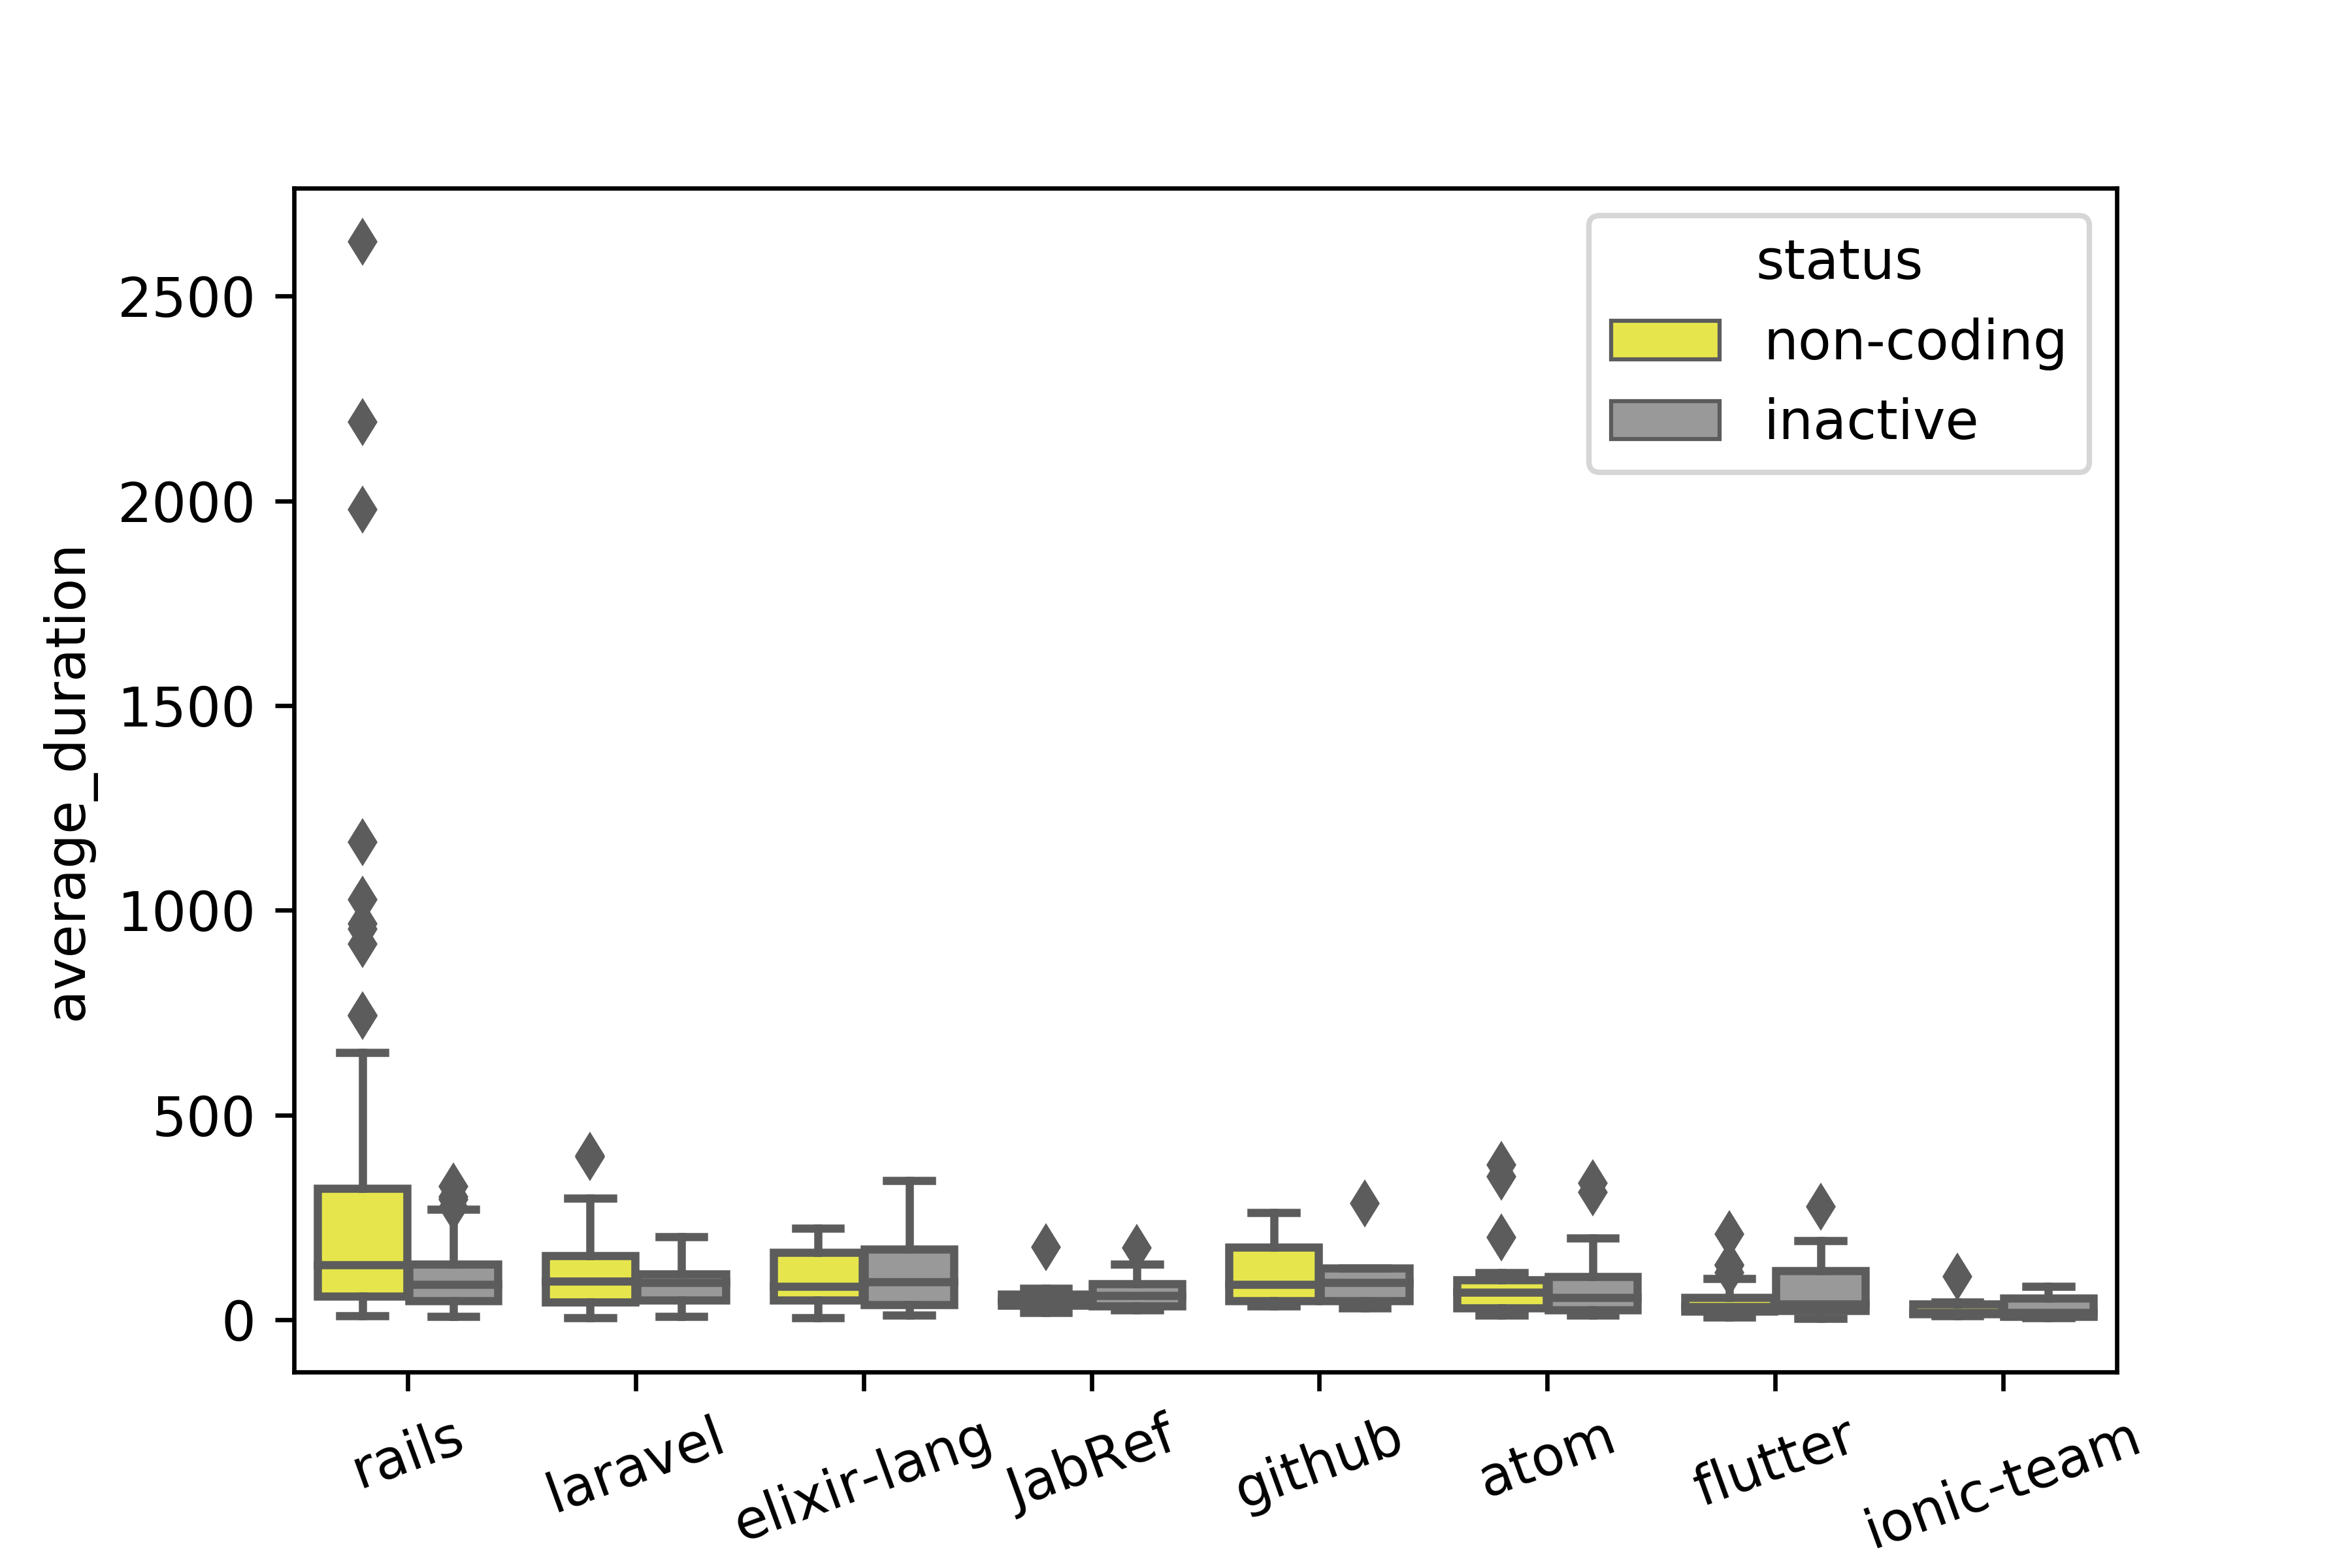 status
non-coding
inactive
average_duration
2500
2000
1500
1000
500
0
rails
laravel
elixir-lang
JabRef
github
atom
flutter
ionic-team